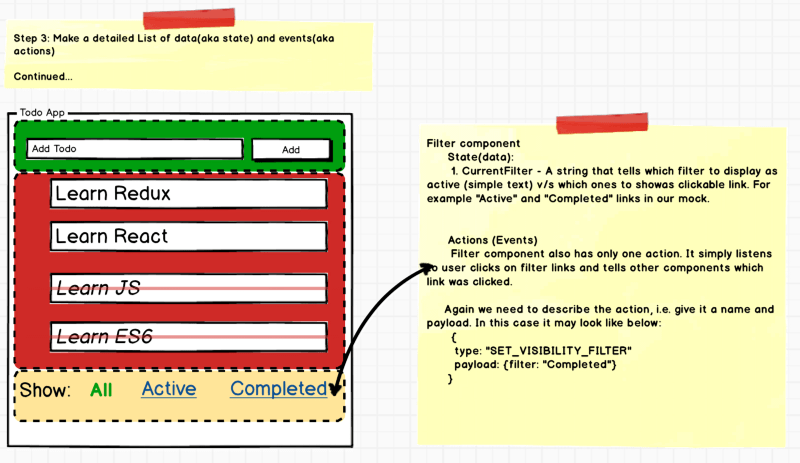 Step 3: Make a detailed List of data(aka state) and events(aka
actions)
Continued...
Todo App
Add Todo
Add
Learn Redux
Learn React
Learn JS
Learn ES6
Show: All Active Completed
Filter component
State(data):
1. CurrentFilter - A string that tells which filter to display as
active (simple text) v/s which ones to showas clickable link. For
example "Active" and "Completed" links in our mock.
Actions (Events)
Filter component also has only one action. It simply listens
to user clicks on filter links and tells other components which
link was clicked.
Again we need to describe the action, i.e. give it a name and
payload. In this case it may look like below:
{
type: "SET_VISIBILITY_FILTER"
payload: {filter: "Completed"}
}